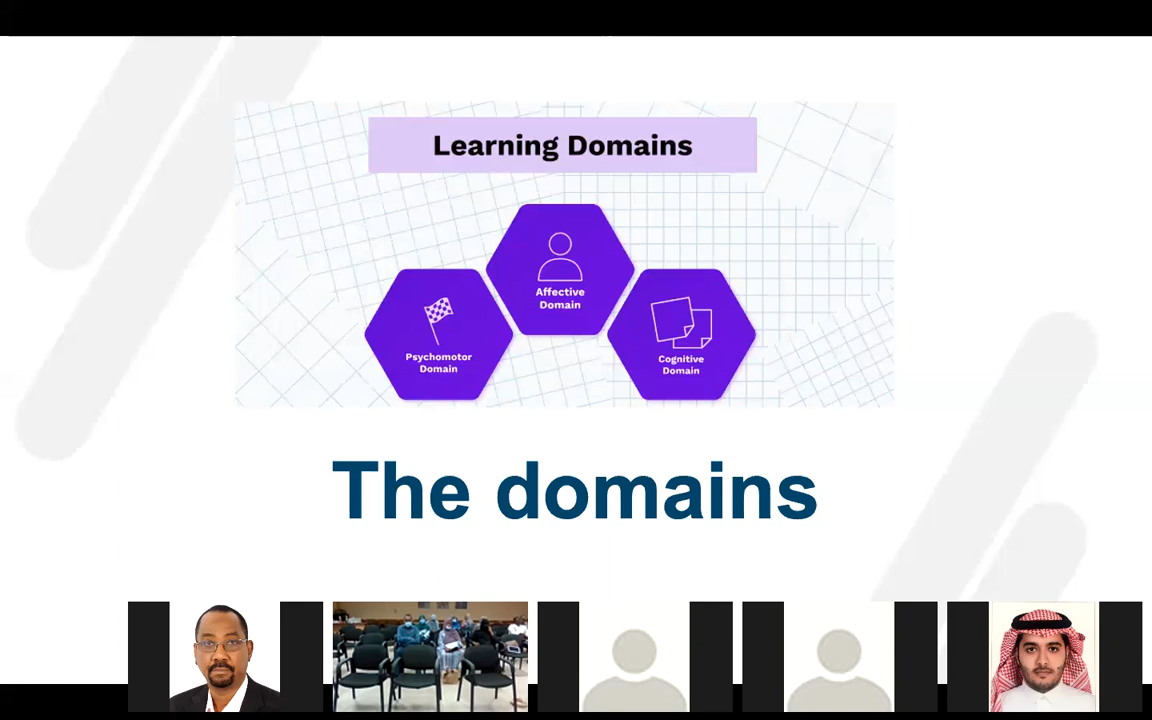 Learning Domains
Affective
Domain
Psychomotor
Domain
Cognitive
Domain
The domains